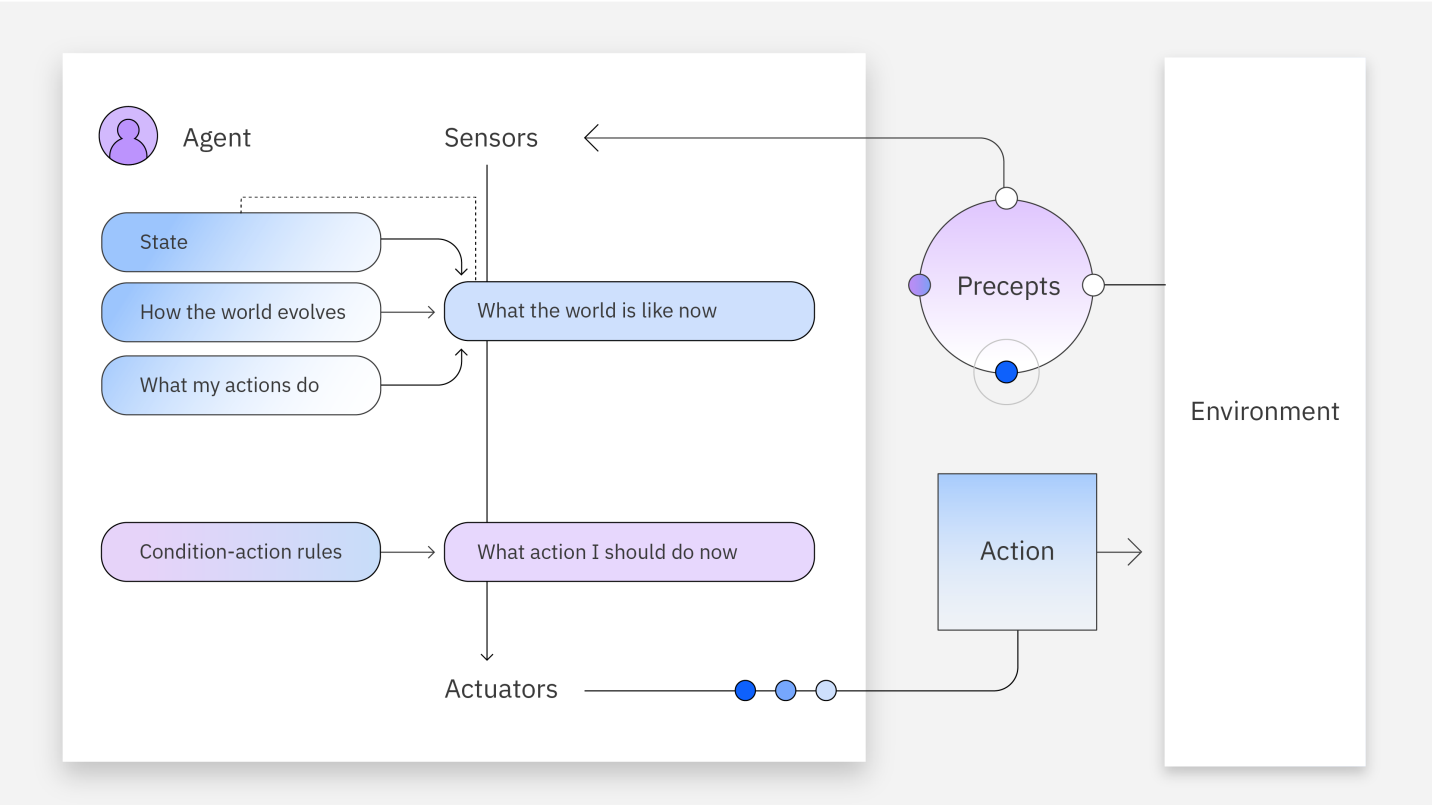 Agent
Sensors
State
How the world evolves
What the world is like now
What my actions do
Precepts
Environment
Condition-action rules
What action I should do now
Action
Actuators